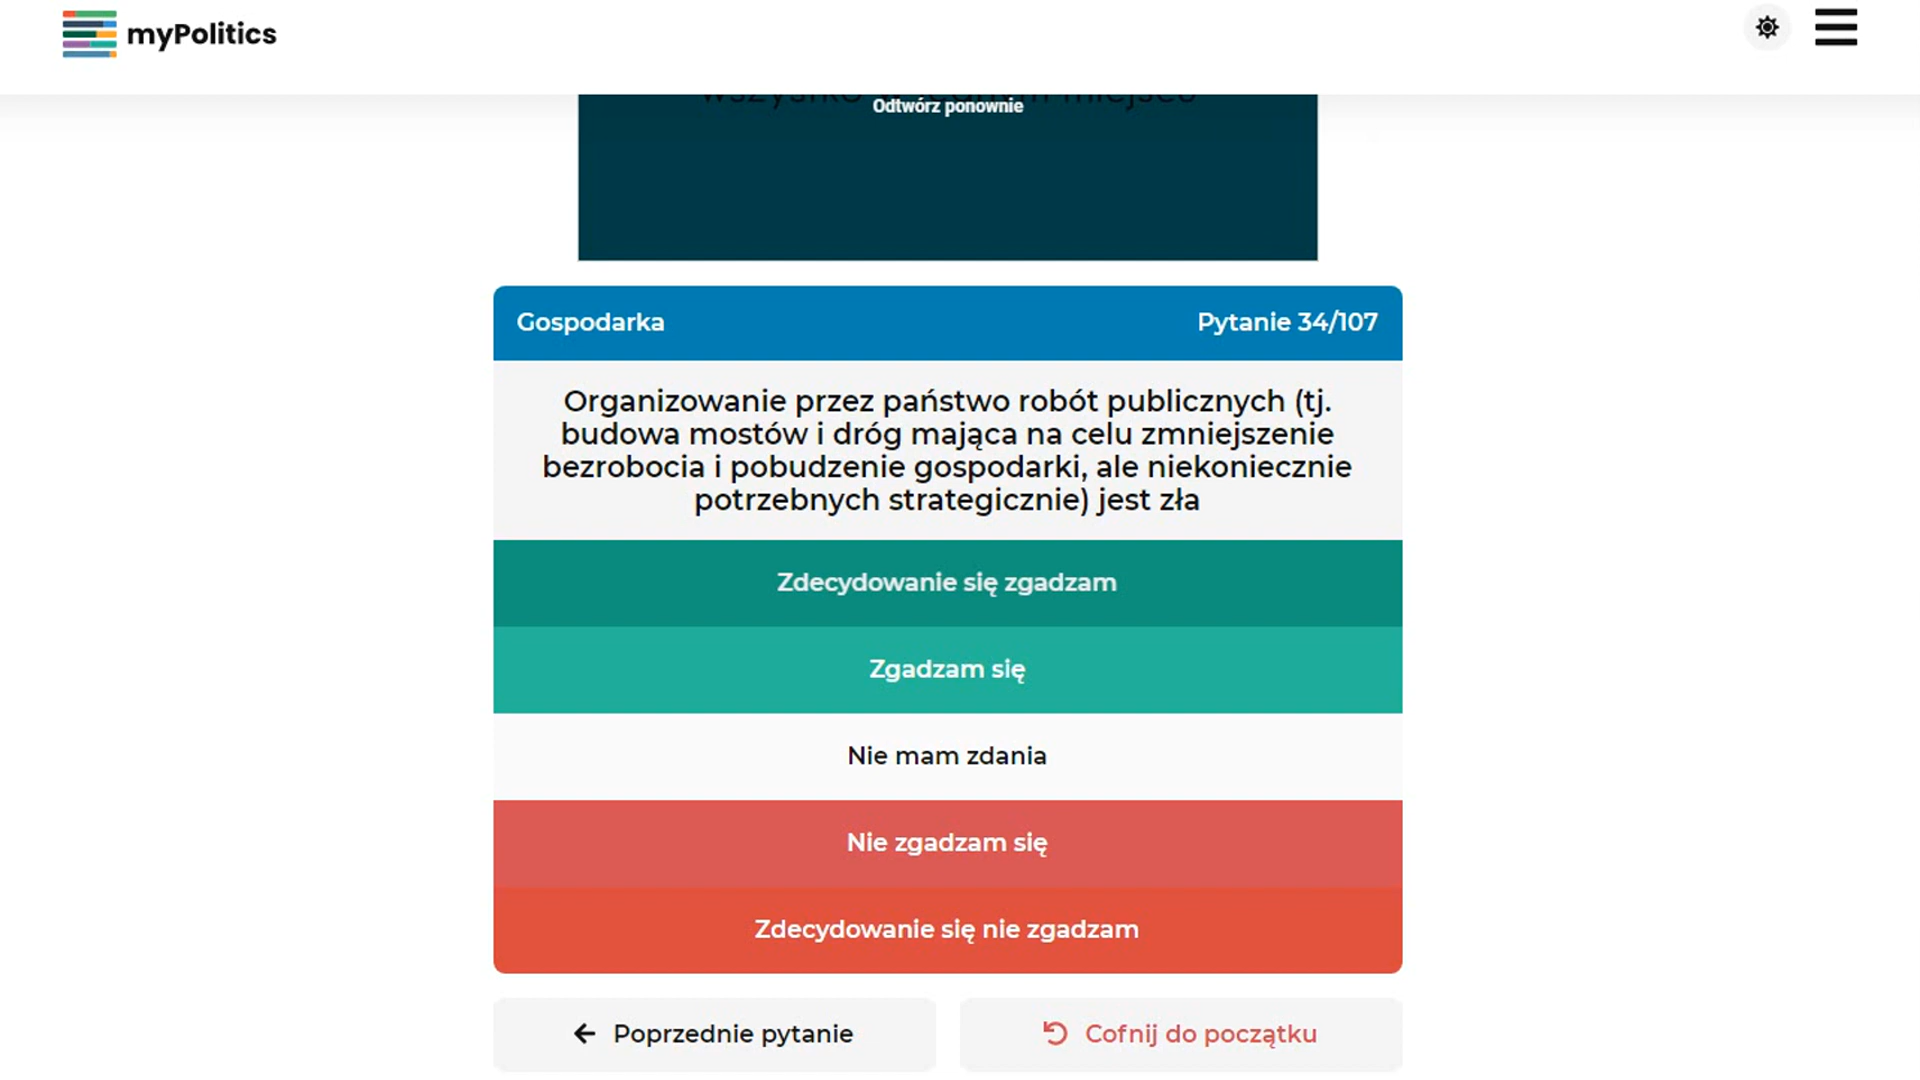 myPolitics
Odtwórz ponownie
Gospodarka
Pytanie 34/107
Organizowanie przez państwo robót publicznych (tj.
budowa mostów i dróg mająca na celu zmniejszenie
bezrobocia i pobudzenie gospodarki, ale niekoniecznie
potrzebnych strategicznie) jest zła
Zdecydowanie się zgadzam
Zgadzam się
Nie mam zdania
Nie zgadzam się
Zdecydowanie się nie zgadzam
Poprzednie pytanie
Cofnij do początku